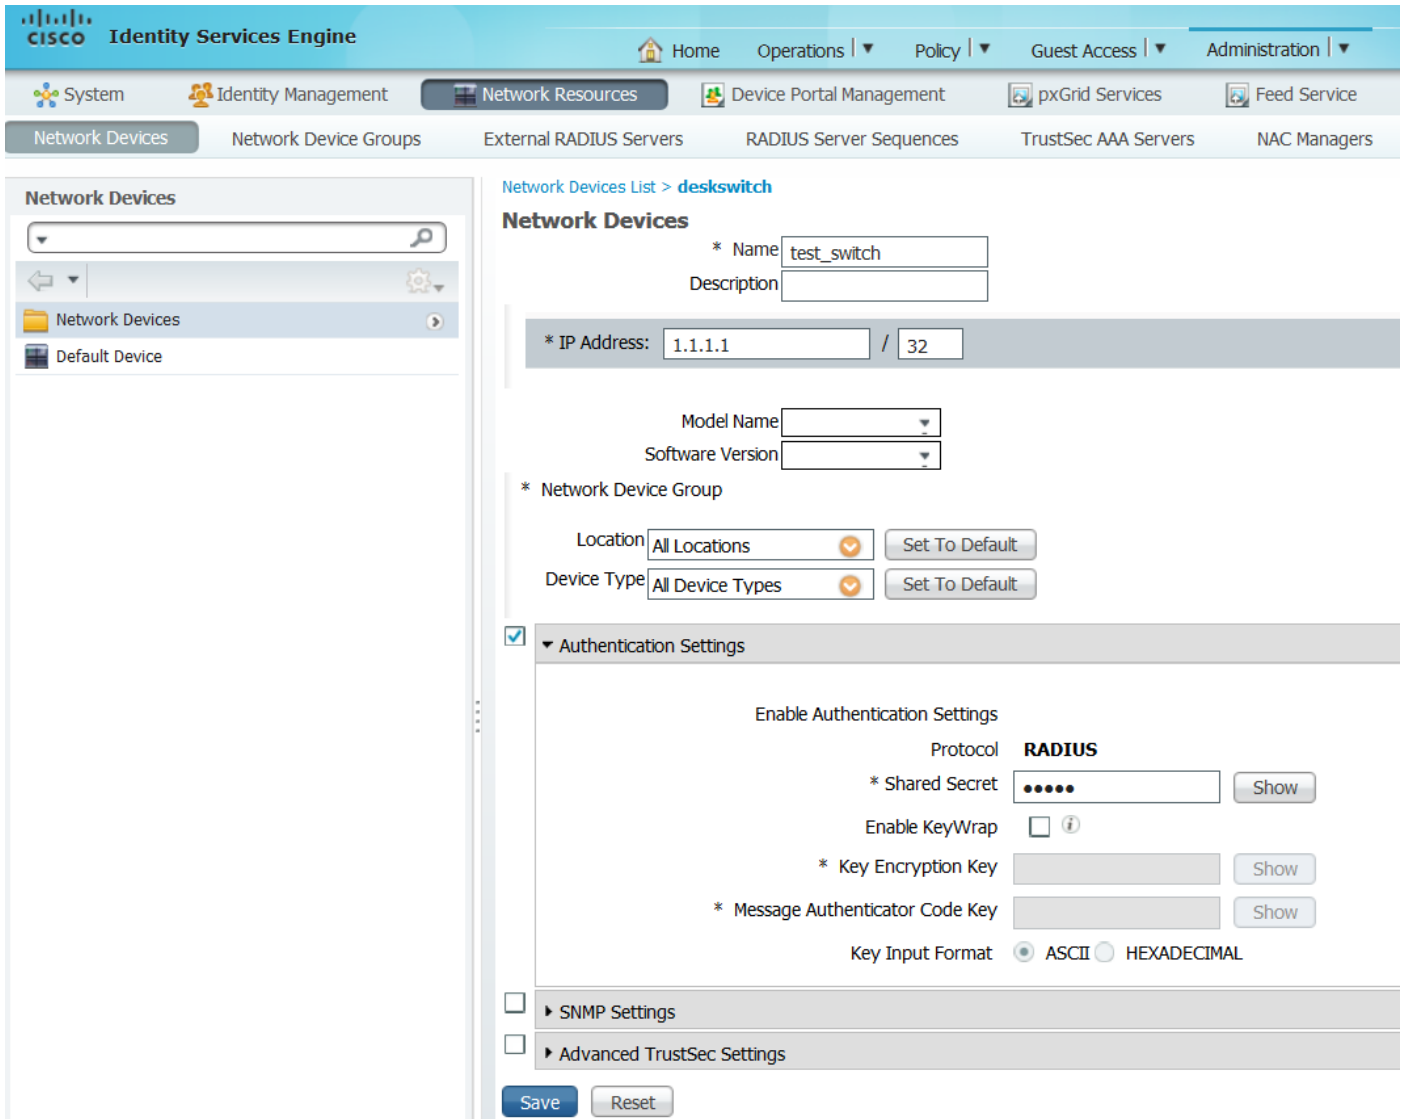 CISCO Identity Services Engine
Home Operations Policy Guest Access Administration
System Identity Management Network Resources Device Portal Management pxGrid Services Feed Service
Network Devices Network Device Groups External RADIUS Servers RADIUS Server Sequences TrustSec AAA Servers NAC Managers
Network Devices
Network Devices
Default Device
Network Devices List > deskswitch
Network Devices
* Name test_switch
Description
* IP Address: 1.1.1.1 / 32
Model Name
Software Version
* Network Device Group
Location All Locations Set To Default
Device Type All Device Types Set To Default
Authentication Settings
Enable Authentication Settings
Protocol RADIUS
* Shared Secret ••••• Show
Enable KeyWrap i
* Key Encryption Key Show
* Message Authenticator Code Key Show
Key Input Format ASCII HEXADECIMAL
SNMP Settings
Advanced TrustSec Settings
Save Reset